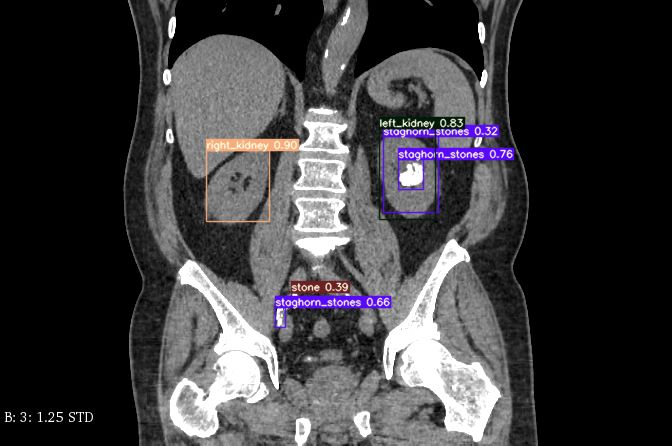 left_kidney 0.83
staghorn_stones 0.32
right_kidney 0.90
staghorn_stones 0.76
stone 0.39
staghorn_stones 0.66
B: 3: 1.25 STD